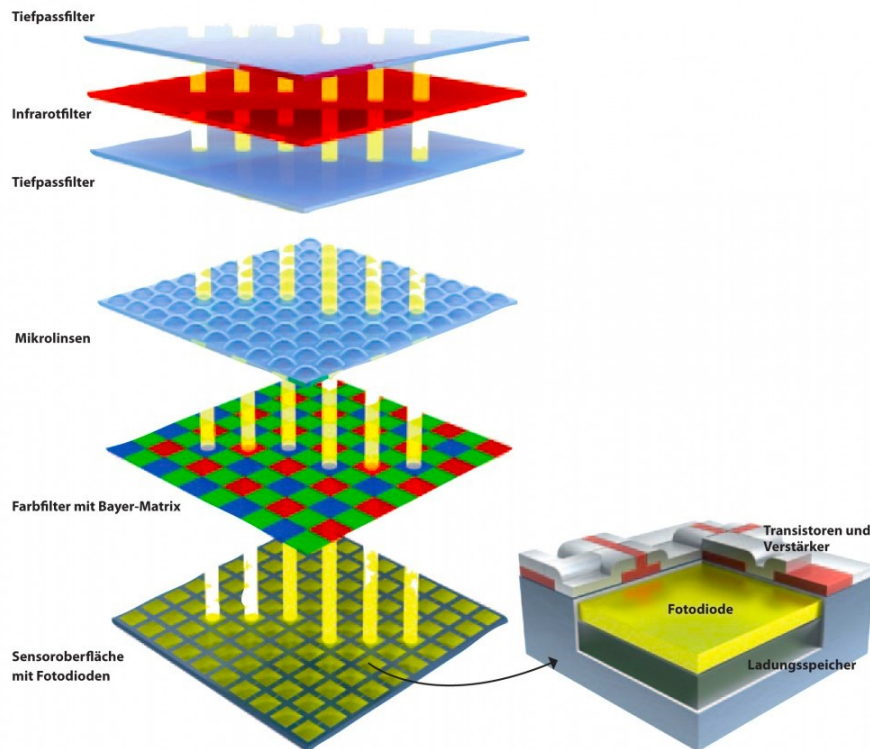 Tiefpassfilter
Infrarotfilter
Tiefpassfilter
Mikrolinsen
Farbfilter mit Bayer-Matrix
Sensoroberfläche
mit Fotodioden
Transistoren und
Verstärker
Fotodiode
Ladungsspeicher